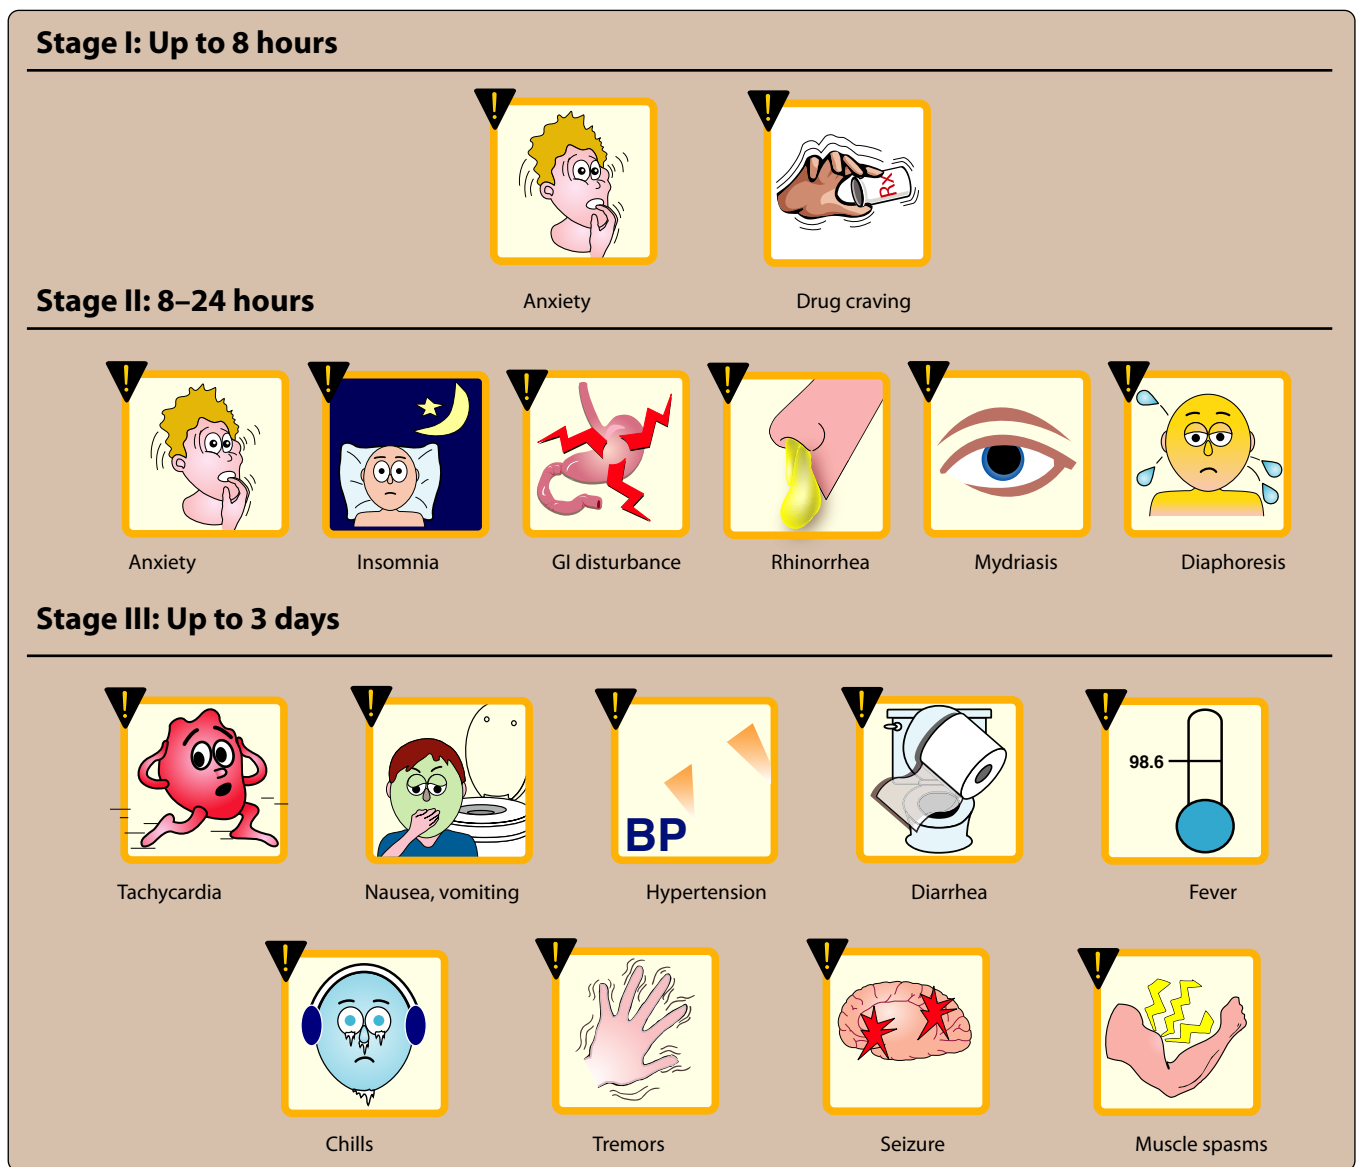 Stage I: Up to 8 hours
!
!
Rx
Anxiety
Drug craving
Stage II: 8–24 hours
!
!
!
!
!
!
Anxiety
Insomnia
GI disturbance
Rhinorrhea
Mydriasis
Diaphoresis
Stage III: Up to 3 days
!
!
!
!
!
98.6
BP
Tachycardia
Nausea, vomiting
Hypertension
Diarrhea
Fever
!
!
!
!
Chills
Tremors
Seizure
Muscle spasms